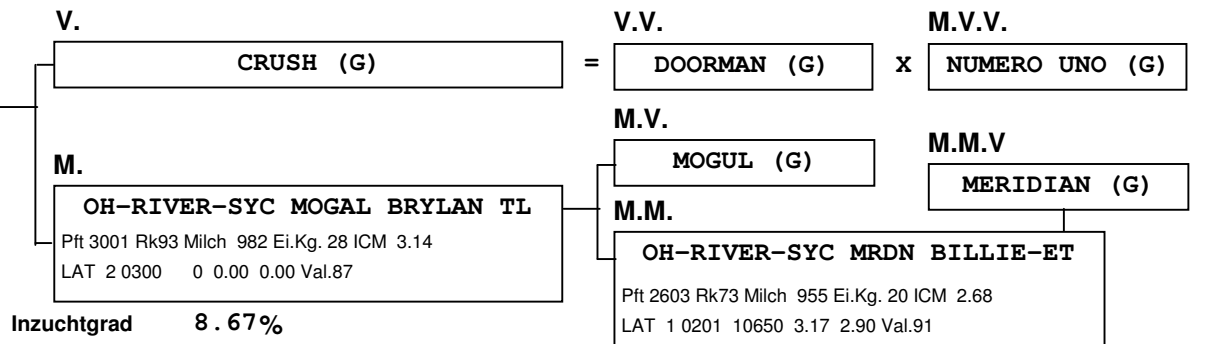 V.
V.V.
M.V.V.
CRUSH (G)
=
DOORMAN (G)
X
NUMERO UNO (G)
M.V.
MOGUL (G)
M.M.V
MERIDIAN (G)
M.
OH-RIVER-SYC MOGAL BRYLAN TL
Pft 3001 Rk93 Milch 982 Ei.Kg. 28 ICM 3.14
LAT 2 0300 0 0.00 0.00 Val.87
M.M.
OH-RIVER-SYC MRDN BILLIE-ET
Pft 2603 Rk73 Milch 955 Ei.Kg. 20 ICM 2.68
LAT 1 0201 10650 3.17 2.90 Val.91
Inzuchtgrad 8.67%